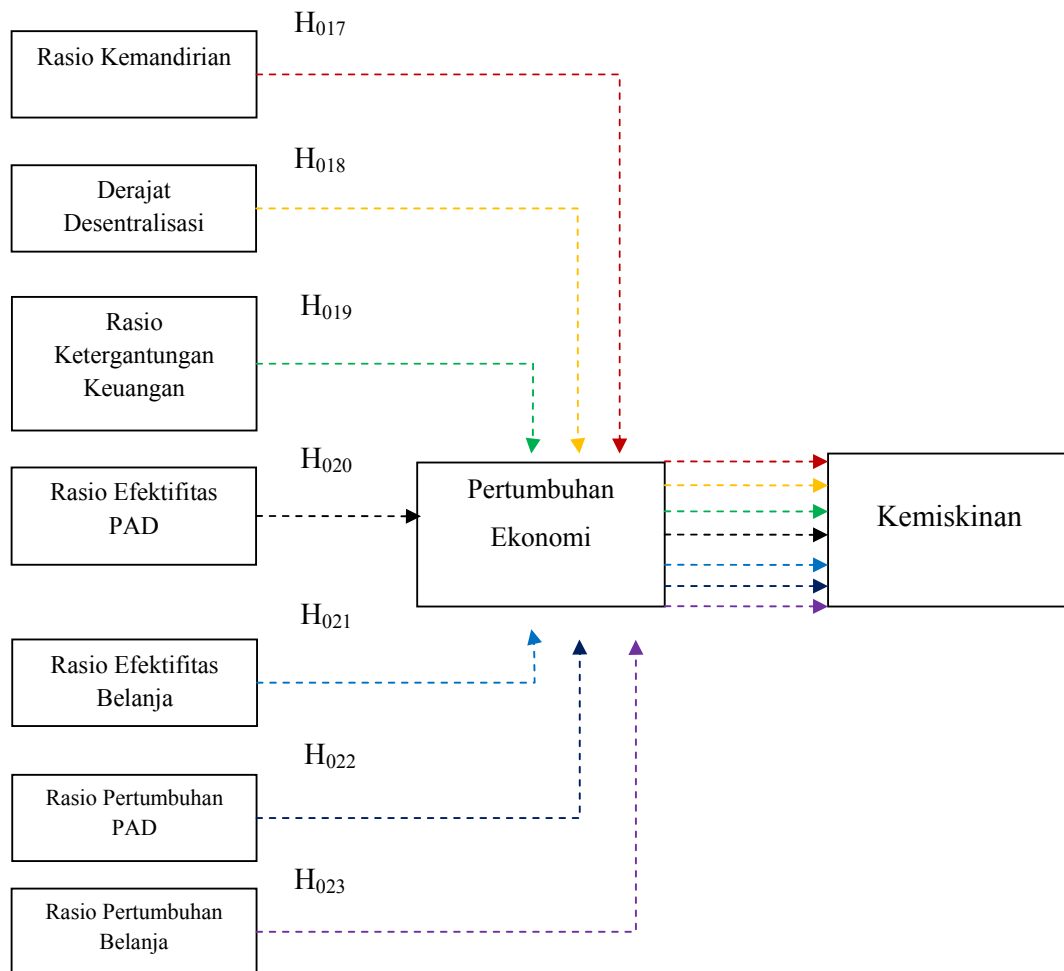 H017
Rasio Kemandirian
H018
Derajat
Desentralisasi
H019
Rasio
Ketergantungan
Keuangan
H020
Rasio Efektifitas
PAD
Pertumbuhan
Ekonomi
Kemiskinan
H021
Rasio Efektifitas
Belanja
H022
Rasio Pertumbuhan
PAD
H023
Rasio Pertumbuhan
Belanja